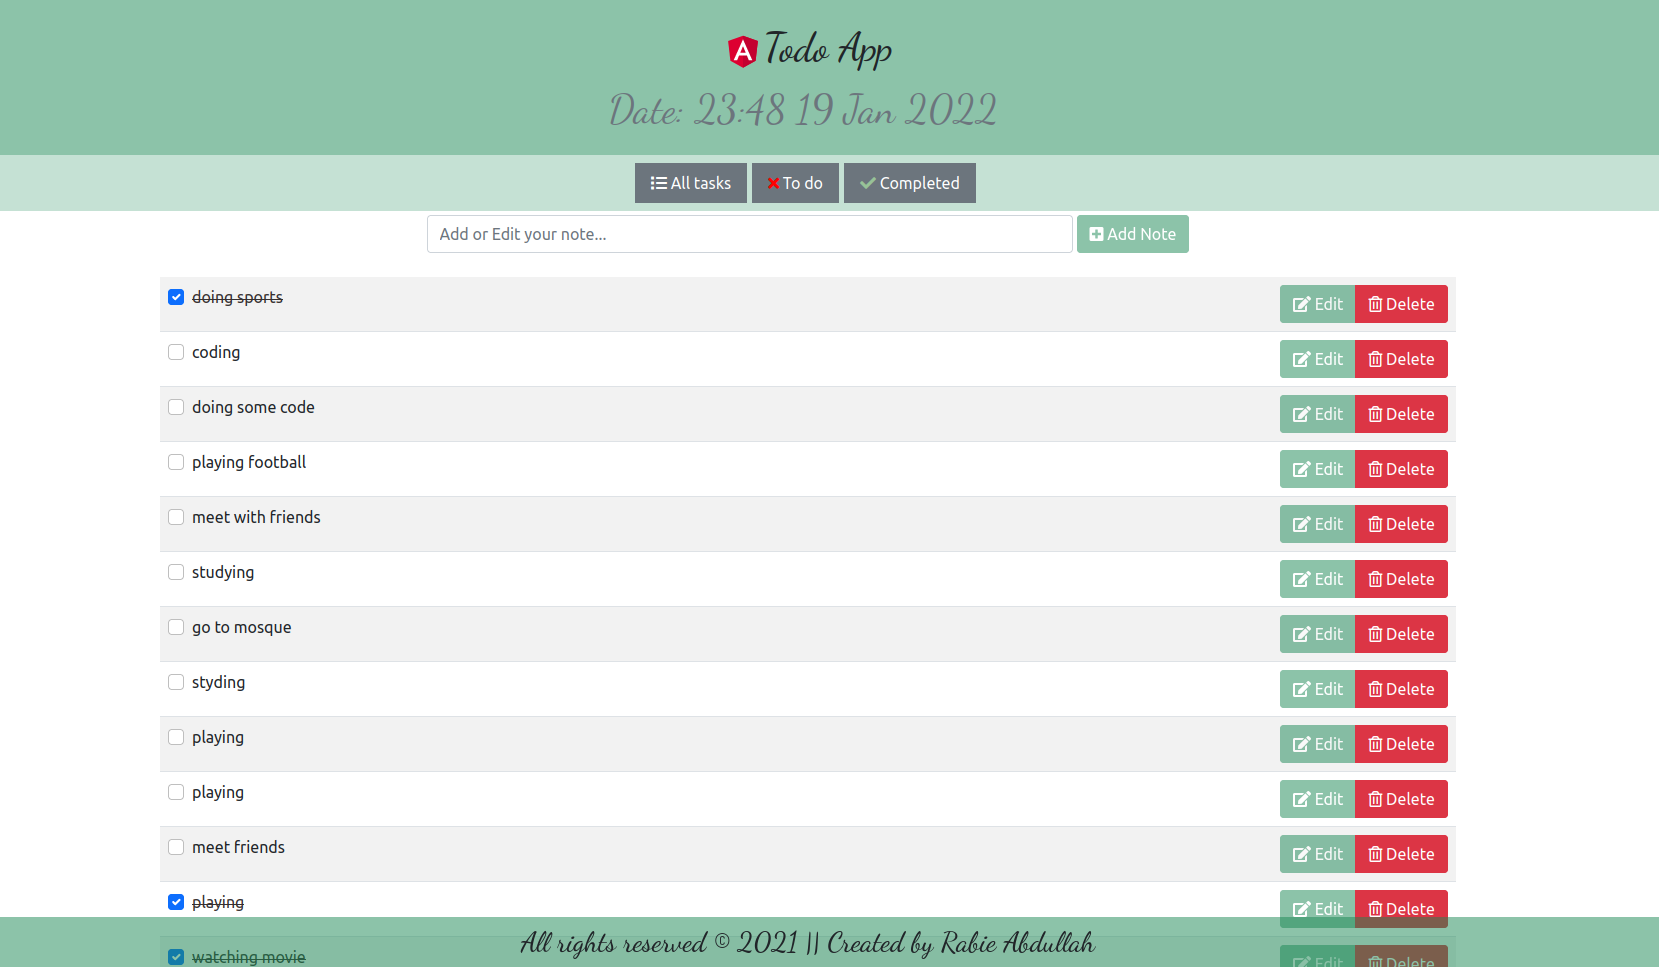 Todo App
Date: 23:48 19 Jan 2022
All tasks To do Completed
Add or Edit your note... Add Note
doing sports Edit Delete
coding Edit Delete
doing some code Edit Delete
playing football Edit Delete
meet with friends Edit Delete
studying Edit Delete
go to mosque Edit Delete
styding Edit Delete
playing Edit Delete
playing Edit Delete
meet friends Edit Delete
playing Edit Delete
All rights reserved © 2021 || Created by Rabie Abdullah
watching movie Edit Delete